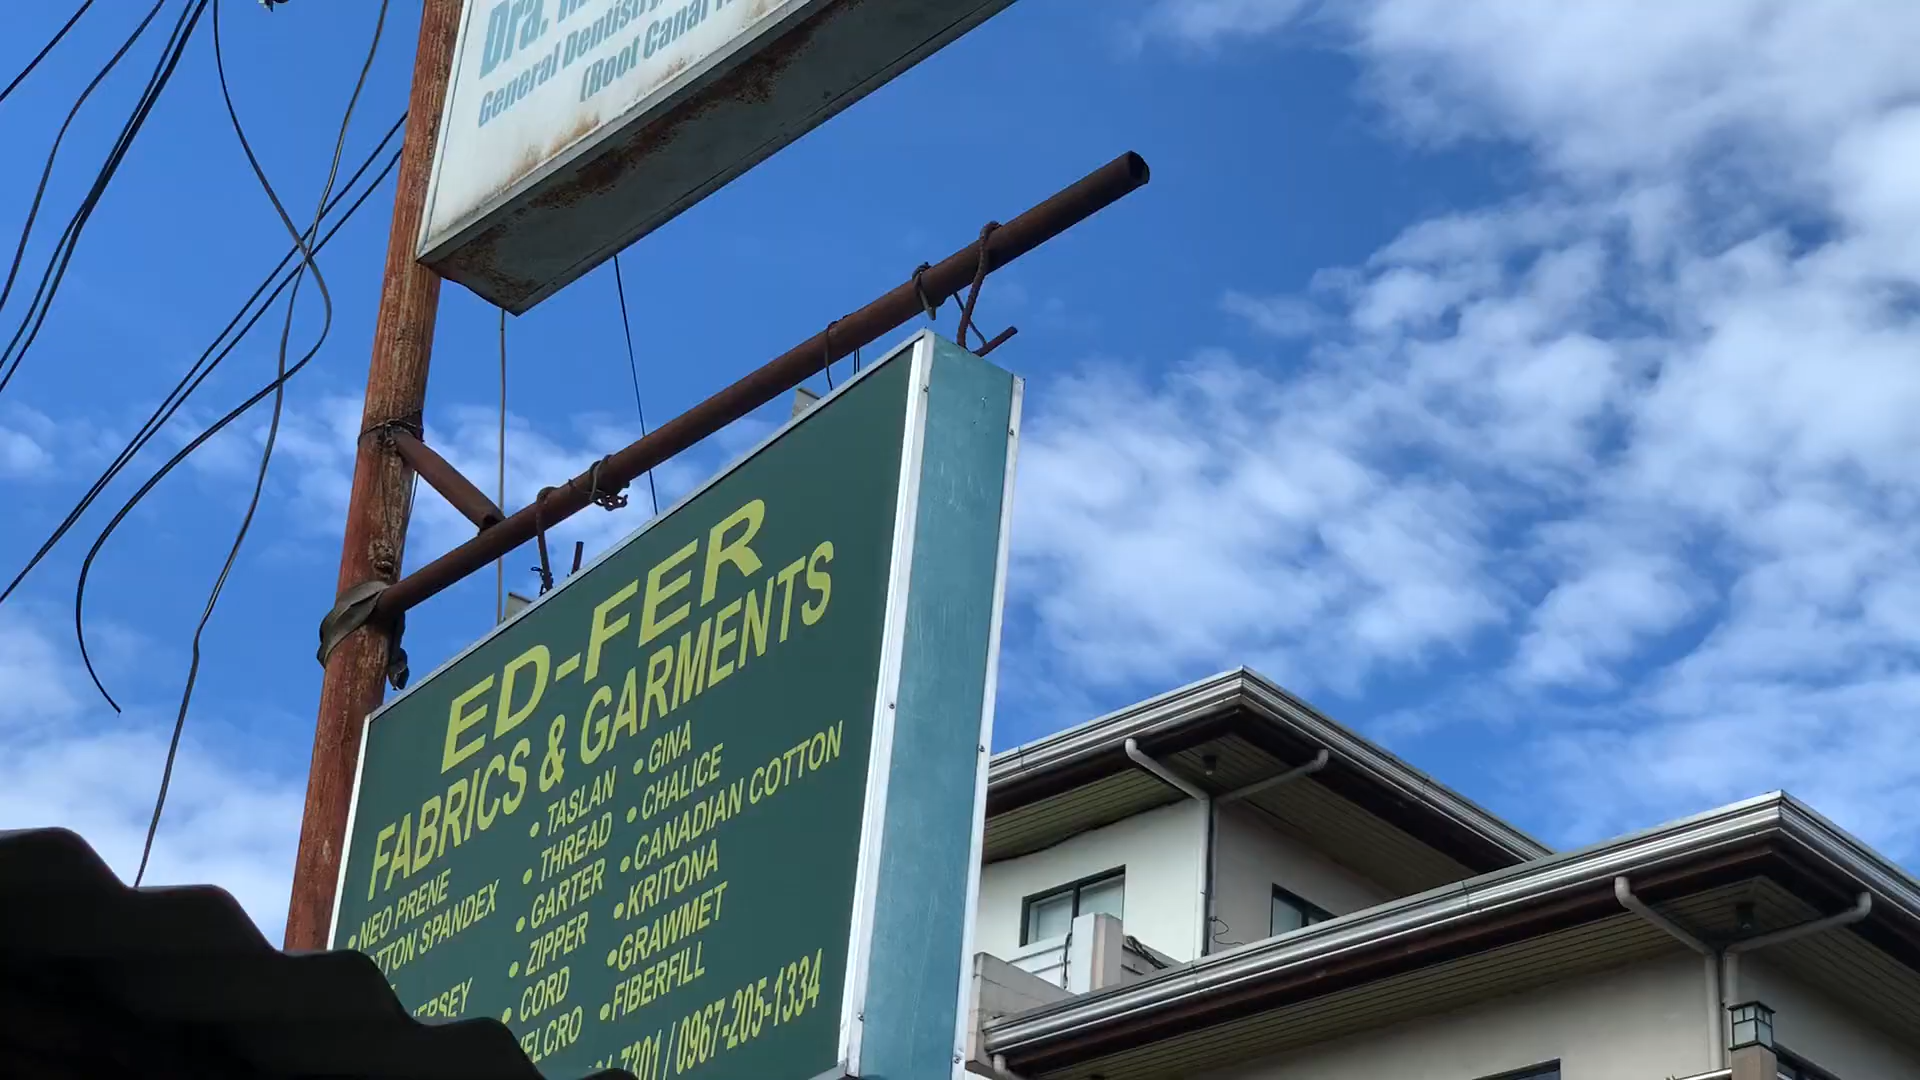 Dra.
General Dentistry
(Root Canal
ED-FER
FABRICS & GARMENTS
• NEO PRENE
TTON SPANDEX
ERSEY
• TASLAN
• THREAD
• GARTER
• ZIPPER
• CORD
ELCRO
• GINA
• CHALICE
• CANADIAN COTTON
• KRITONA
• GRAWMET
• FIBERFILL
7301 / 0967-205-1334